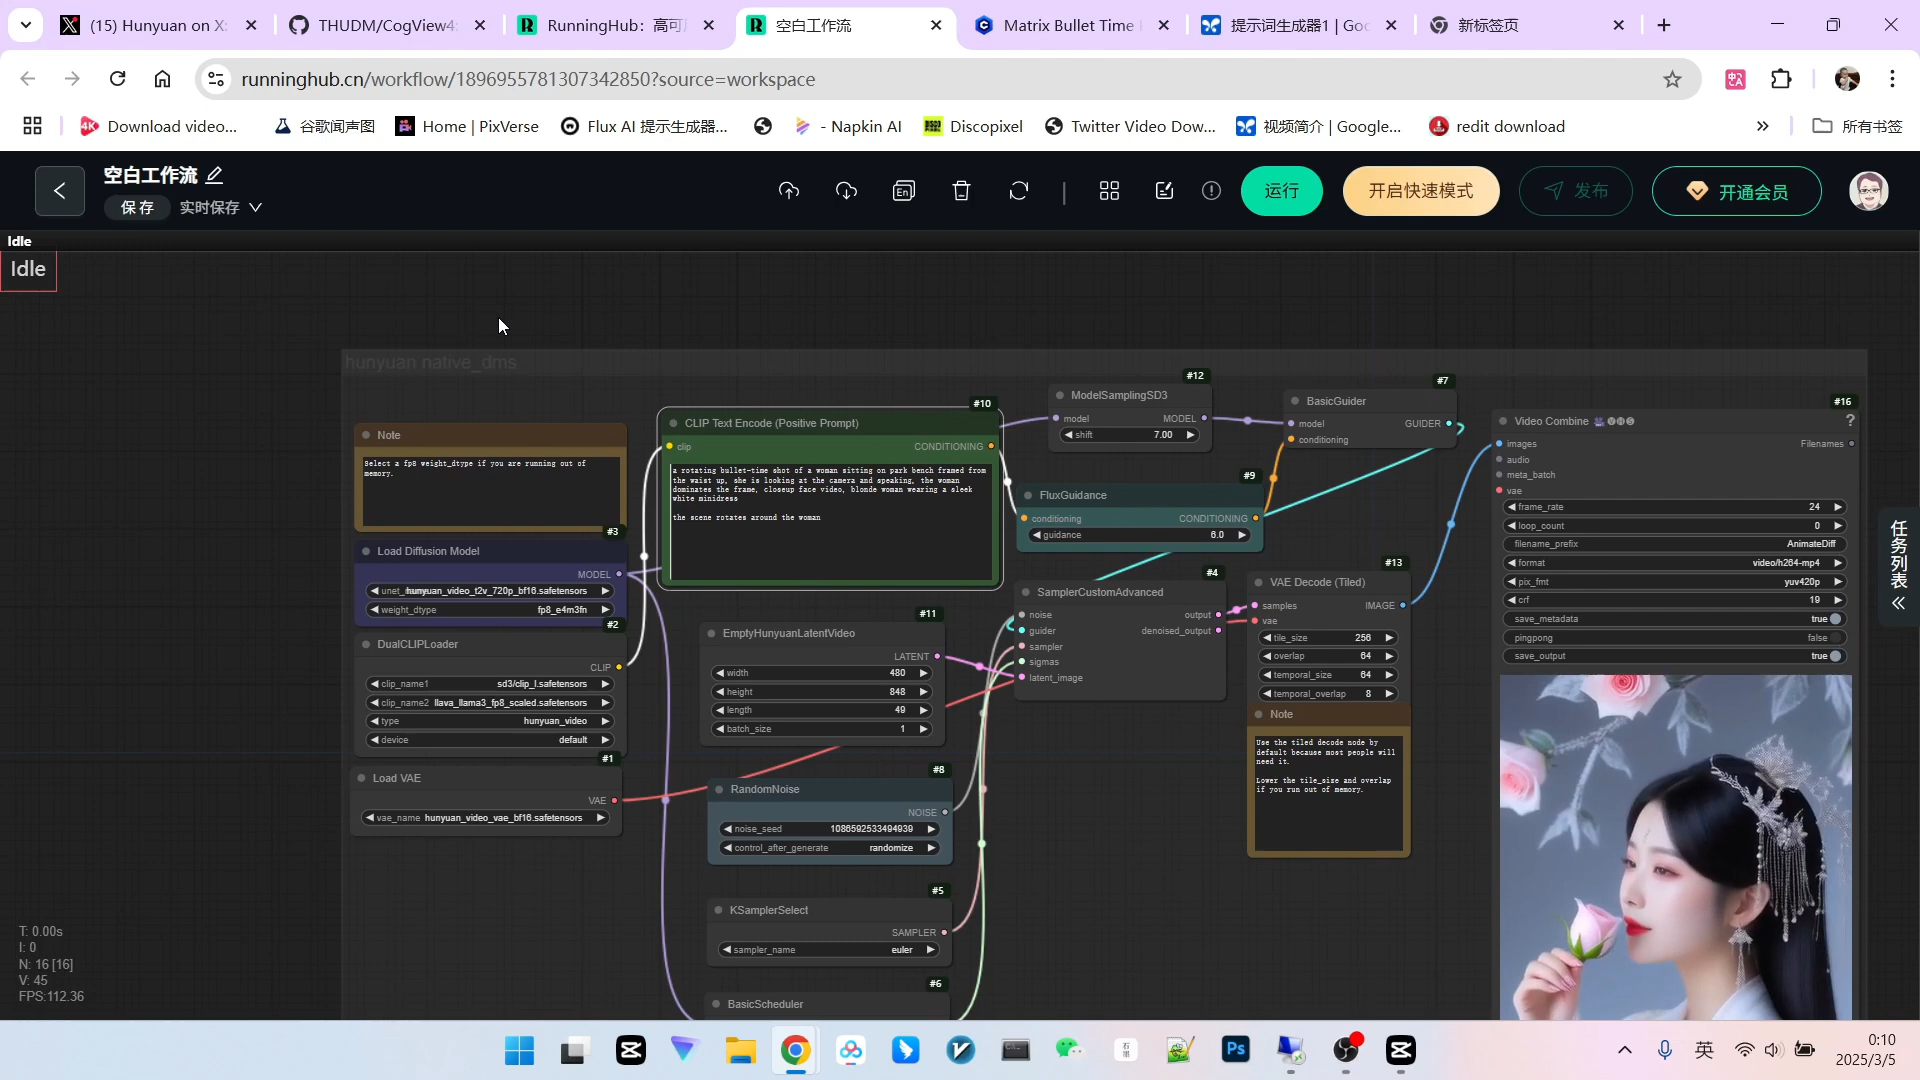 (15) Hunyuan on X:
THUDM/CogView4:
RunningHub：高可
空白工作流
Matrix Bullet Time
提示词生成器1 | Goo
新标签页
runninghub.cn/workflow/1896955781307342850?source=workspace
Download video...
谷歌闻声图
Home | PixVerse
Flux AI 提示生成器...
- Napkin AI
Discopixel
Twitter Video Dow...
视频简介 | Google...
redit download
所有书签
空白工作流
保 存
实时保存
运行
开启快速模式
发布
开通会员
Idle
Idle
hunyuan native_dms
Note
Select a fp8 weight_dtype if you are running out of
memory.
#3
Load Diffusion Model
MODEL
hunyuan_video_t2v_720p_bf16.safetensors
weight_dtype fp8_e4m3fn
#2
DualCLIPLoader
CLIP
clip_name1 sd3/clip_l.safetensors
clip_name2 llava_llama3_fp8_scaled.safetensors
type hunyuan_video
device default
#1
Load VAE
VAE
vae_name hunyuan_video_vae_bf16.safetensors
#10
CLIP Text Encode (Positive Prompt)
clip CONDITIONING
a rotating bullet-time shot of a woman sitting on park bench framed from
the waist up, she is looking at the camera and speaking, the woman
dominates the frame, closeup face video, blonde woman wearing a sleek
white minidress
the scene rotates around the woman
#11
EmptyHunyuanLatentVideo
LATENT
width 480
height 848
length 49
batch_size 1
#8
RandomNoise
NOISE
noise_seed 1086592533494939
control_after_generate randomize
#5
KSamplerSelect
SAMPLER
sampler_name euler
#6
BasicScheduler
#12
ModelSamplingSD3
model MODEL
shift 7.00
#9
FluxGuidance
conditioning CONDITIONING
guidance 6.0
#4
SamplerCustomAdvanced
noise output
guider denoised_output
sampler
sigmas
latent_image
#7
BasicGuider
model GUIDER
conditioning
#13
VAE Decode (Tiled)
samples IMAGE
vae
tile_size 256
overlap 64
temporal_size 64
temporal_overlap 8
Note
Use the tiled decode node by
default because most people will
need it.
Lower the tile_size and overlap
if you run out of memory.
#16
Video Combine
?
images Filenames
audio
meta_batch
vae
frame_rate 24
loop_count 0
filename_prefix AnimateDiff
format video/h264-mp4
pix_fmt yuv420p
crf 19
save_metadata true
pingpong false
save_output true
任务列表
T: 0.00s
I: 0
N: 16 [16]
V: 45
FPS:112.36
英
0:10
2025/3/5